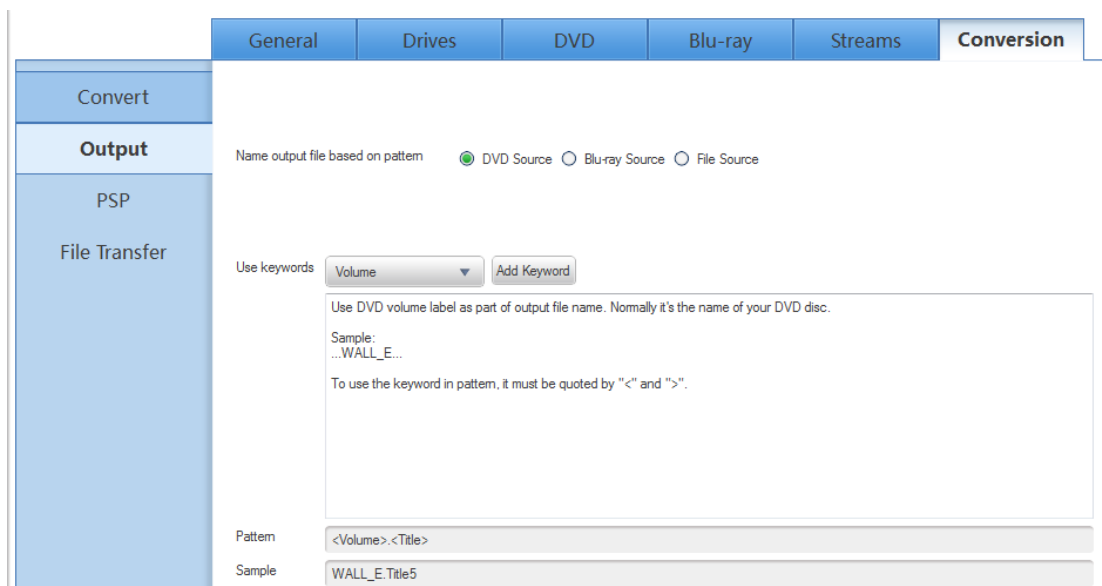 General Drives DVD Blu-ray Streams Conversion
Convert
Output
PSP
File Transfer
Name output file based on pattern DVD Source Blu-ray Source File Source
Use keywords Volume Add Keyword
Use DVD volume label as part of output file name. Normally it's the name of your DVD disc.
Sample:
...WALL_E...
To use the keyword in pattern, it must be quoted by "<" and ">".
Pattern <Volume>.<Title>
Sample WALL_E.Title5